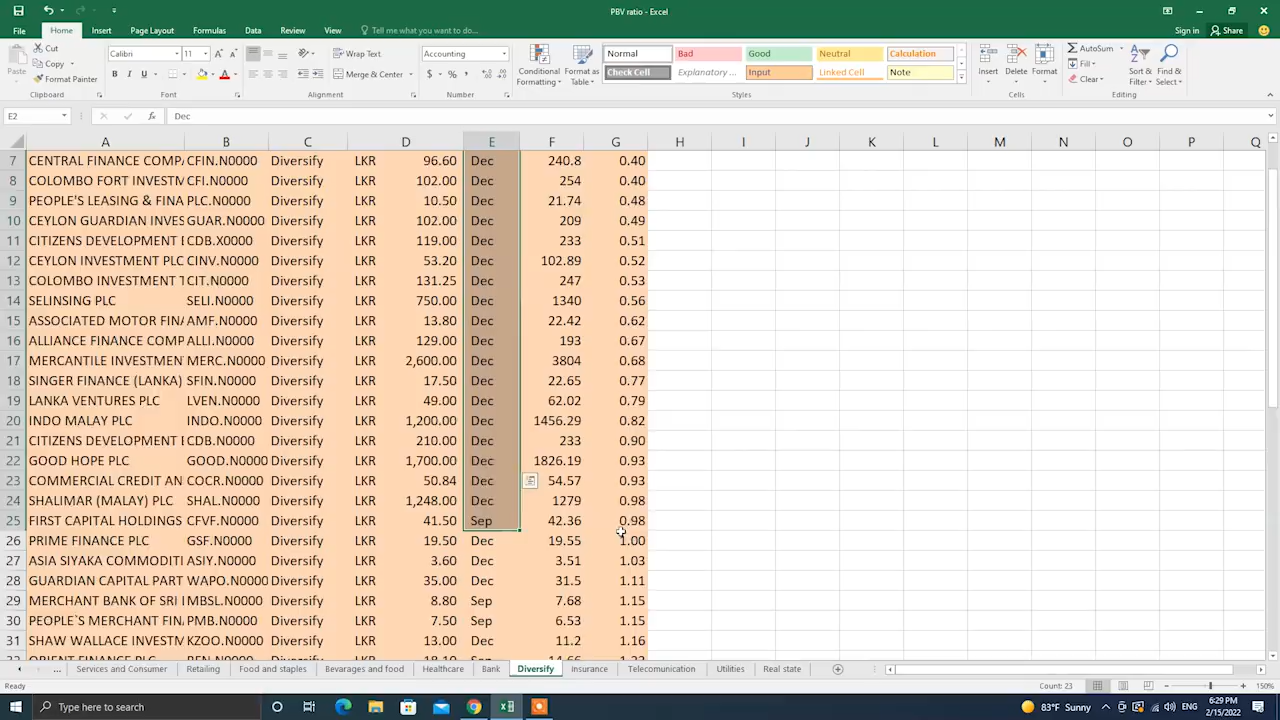 PBV ratio - Excel
File Home Insert Page Layout Formulas Data Review View Tell me what you want to do... Sign in Share
Cut
Copy
Format Painter
Paste
Clipboard
Calibri 11
B I U
Font
Wrap Text
Merge & Center
Alignment
Accounting
$ % ,
Number
Conditional Formatting
Format as Table
Normal Bad Good Neutral Calculation
Check Cell Explanatory ... Input Linked Cell Note
Styles
Insert Delete Format
Cells
AutoSum
Fill
Clear
Sort & Filter
Find & Select
Editing
E2 fx Dec
A B C D E F G H I J K L M N O P Q
7 CENTRAL FINANCE COMPA CFIN.N0000 Diversify LKR 96.60 Dec 240.8 0.40
8 COLOMBO FORT INVESTM CFI.N0000 Diversify LKR 102.00 Dec 254 0.40
9 PEOPLE'S LEASING & FINA PLC.N0000 Diversify LKR 10.50 Dec 21.74 0.48
10 CEYLON GUARDIAN INVES GUAR.N0000 Diversify LKR 102.00 Dec 209 0.49
11 CITIZENS DEVELOPMENT CDB.X0000 Diversify LKR 119.00 Dec 233 0.51
12 CEYLON INVESTMENT PLC CINV.N0000 Diversify LKR 53.20 Dec 102.89 0.52
13 COLOMBO INVESTMENT T CIT.N0000 Diversify LKR 131.25 Dec 247 0.53
14 SELINSING PLC SELI.N0000 Diversify LKR 750.00 Dec 1340 0.56
15 ASSOCIATED MOTOR FINA AMF.N0000 Diversify LKR 13.80 Dec 22.42 0.62
16 ALLIANCE FINANCE COMP ALLI.N0000 Diversify LKR 129.00 Dec 193 0.67
17 MERCANTILE INVESTMEN MERC.N0000 Diversify LKR 2,600.00 Dec 3804 0.68
18 SINGER FINANCE (LANKA) SFIN.N0000 Diversify LKR 17.50 Dec 22.65 0.77
19 LANKA VENTURES PLC LVEN.N0000 Diversify LKR 49.00 Dec 62.02 0.79
20 INDO MALAY PLC INDO.N0000 Diversify LKR 1,200.00 Dec 1456.29 0.82
21 CITIZENS DEVELOPMENT CDB.N0000 Diversify LKR 210.00 Dec 233 0.90
22 GOOD HOPE PLC GOOD.N0000 Diversify LKR 1,700.00 Dec 1826.19 0.93
23 COMMERCIAL CREDIT AN COCR.N0000 Diversify LKR 50.84 Dec 54.57 0.93
24 SHALIMAR (MALAY) PLC SHAL.N0000 Diversify LKR 1,248.00 Dec 1279 0.98
25 FIRST CAPITAL HOLDINGS CFVF.N0000 Diversify LKR 41.50 Sep 42.36 0.98
26 PRIME FINANCE PLC GSF.N0000 Diversify LKR 19.50 Dec 19.55 1.00
27 ASIA SIYAKA COMMODITI ASIY.N0000 Diversify LKR 3.60 Dec 3.51 1.03
28 GUARDIAN CAPITAL PART WAPO.N0000 Diversify LKR 35.00 Dec 31.5 1.11
29 MERCHANT BANK OF SRI MBSL.N0000 Diversify LKR 8.80 Sep 7.68 1.15
30 PEOPLE`S MERCHANT FIN PMB.N0000 Diversify LKR 7.50 Sep 6.53 1.15
31 SHAW WALLACE INVESTM KZOO.N0000 Diversify LKR 13.00 Dec 11.2 1.16
... Services and Consumer Retailing Food and staples Bevarages and food Healthcare Bank Diversify Insurance Telecomunication Utilities Real state
Ready Count: 23 150%
Type here to search 83°F Sunny 6:29 PM
2/15/2022